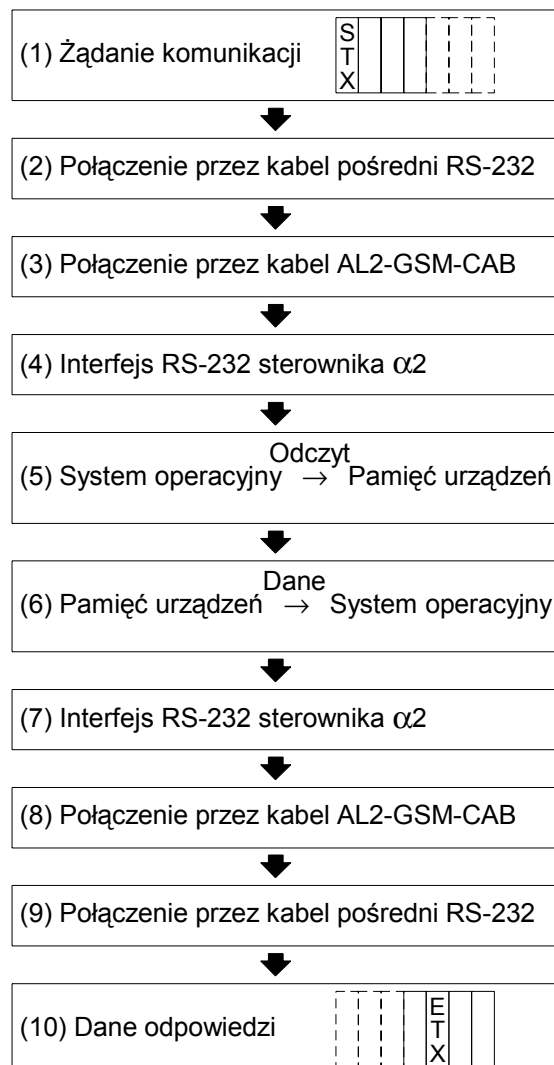 (1) Żądanie komunikacji
S
T
X
(2) Połączenie przez kabel pośredni RS-232
(3) Połączenie przez kabel AL2-GSM-CAB
(4) Interfejs RS-232 sterownika α2
Odczyt
(5) System operacyjny → Pamięć urządzeń
Dane
(6) Pamięć urządzeń → System operacyjny
(7) Interfejs RS-232 sterownika α2
(8) Połączenie przez kabel AL2-GSM-CAB
(9) Połączenie przez kabel pośredni RS-232
(10) Dane odpowiedzi
E
T
X